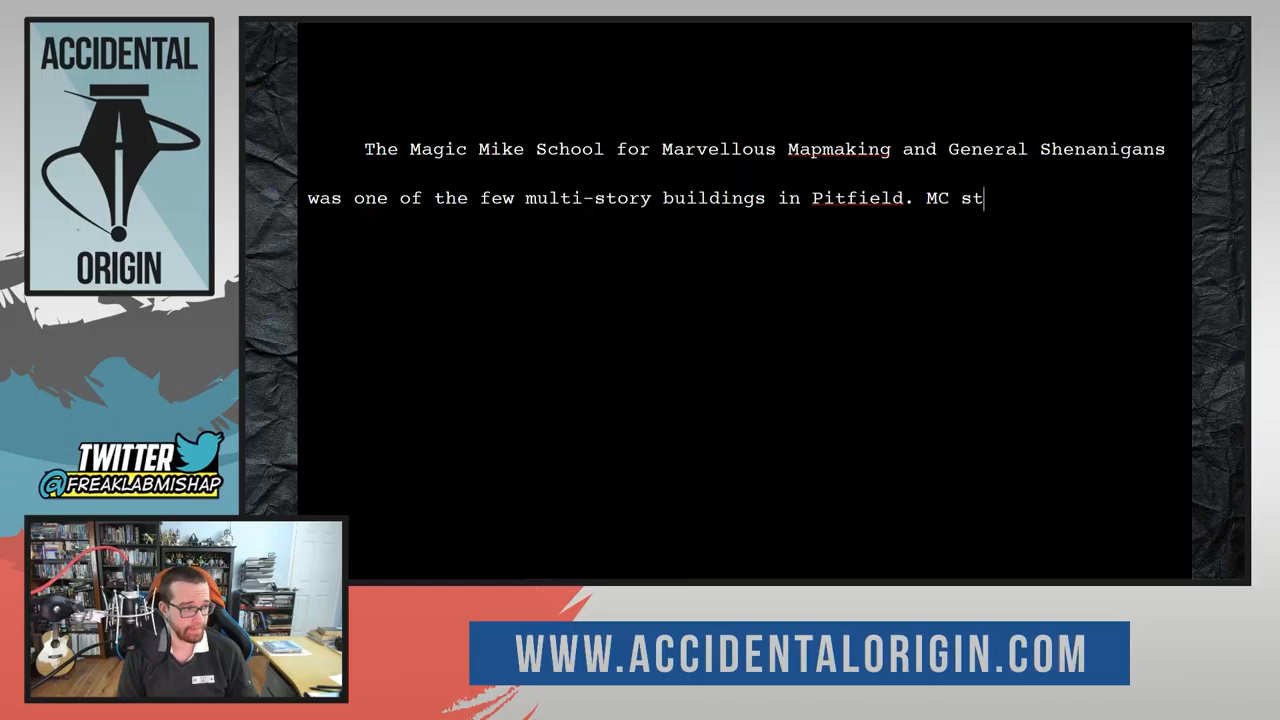 ACCIDENTAL
ORIGIN
The Magic Mike School for Marvellous Mapmaking and General Shenanigans
was one of the few multi-story buildings in Pitfield. MC st
TWITTER
@FREAKLABMISHAP
WWW.ACCIDENTALORIGIN.COM